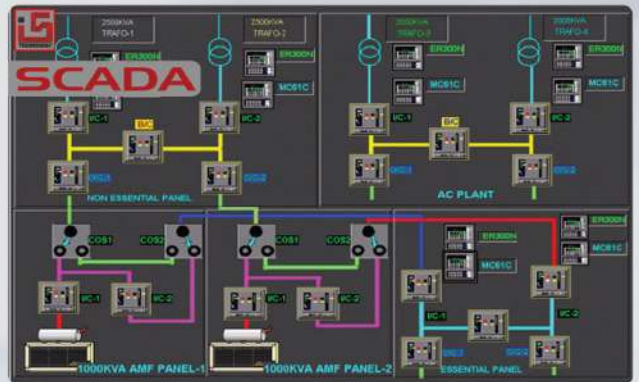 2500KVA
TRAFO-1
2500KVA
TRAFO-2
TRAFO-3
TRAFO-4
ER300N
ER300N
ER300N
ER300N
SCADA
MC61C
MC61C
MC61C
I/C-1
I/C-2
I/C-1
I/C-2
B/C
B/C
NON ESSENTIAL PANEL
AC PLANT
COS1
COS2
COS1
COS2
ER300N
ER300N
MC61C
MC61C
I/C-1
I/C-2
I/C-1
I/C-2
I/C-1
I/C-2
1000KVA AMF PANEL-1
1000KVA AMF PANEL-2
ESSENTIAL PANEL